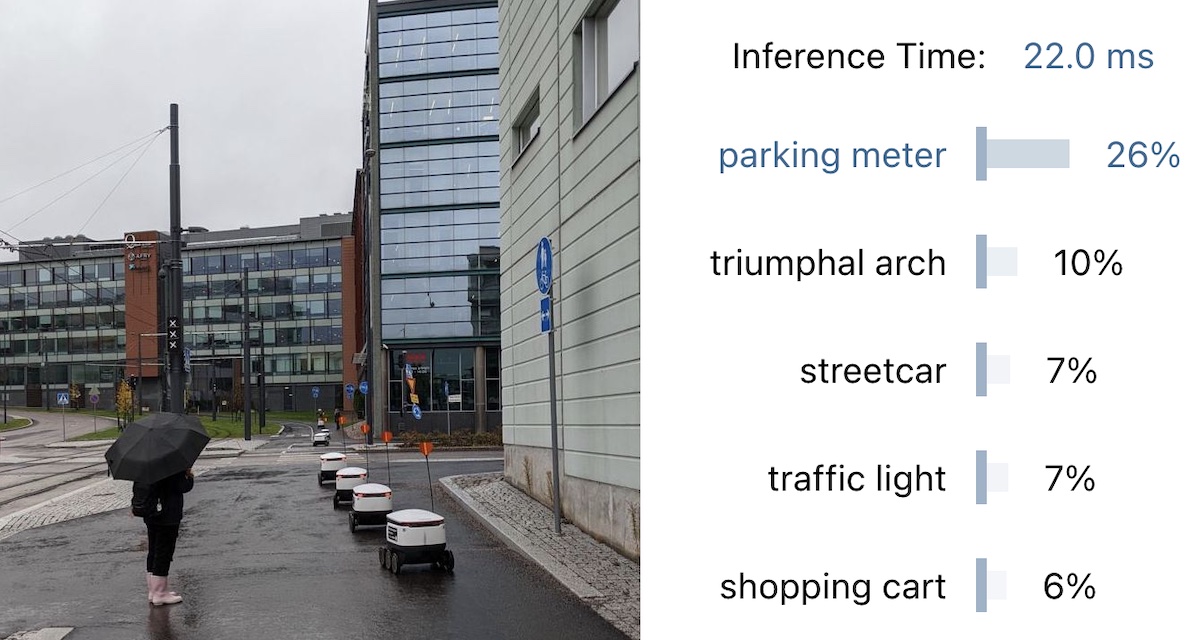 Inference Time: 22.0 ms
parking meter 26%
triumphal arch 10%
streetcar 7%
traffic light 7%
shopping cart 6%
AFRY